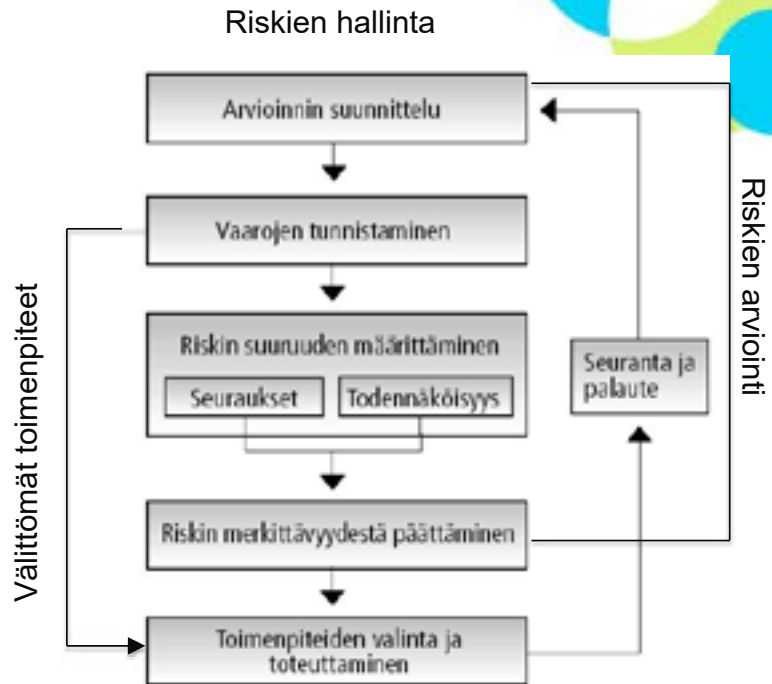 Riskien hallinta
Arvioinnin suunnittelu
Vaarojen tunnistaminen
Riskin suuruuden määrittäminen
Seuraukset
Todennäköisyys
Riskin merkittävyydestä päättäminen
Toimenpiteiden valinta ja
toteuttaminen
Seuranta ja
palaute
Välittömät toimenpiteet
Riskien arviointi